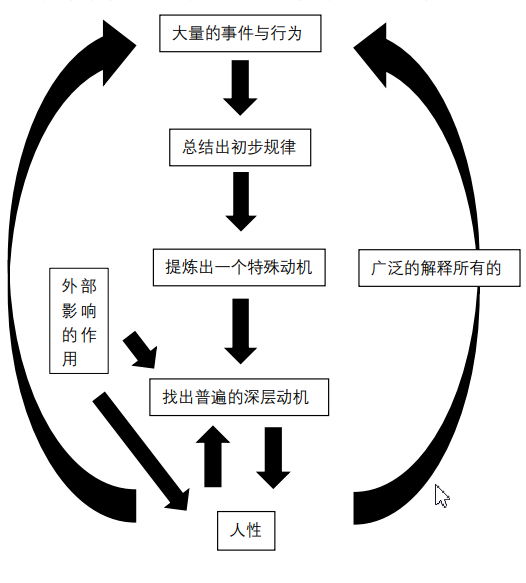 大量的事件与行为
总结出初步规律
提炼出一个特殊动机
广泛的解释所有的
外部
影响
的作
用
找出普遍的深层动机
人性